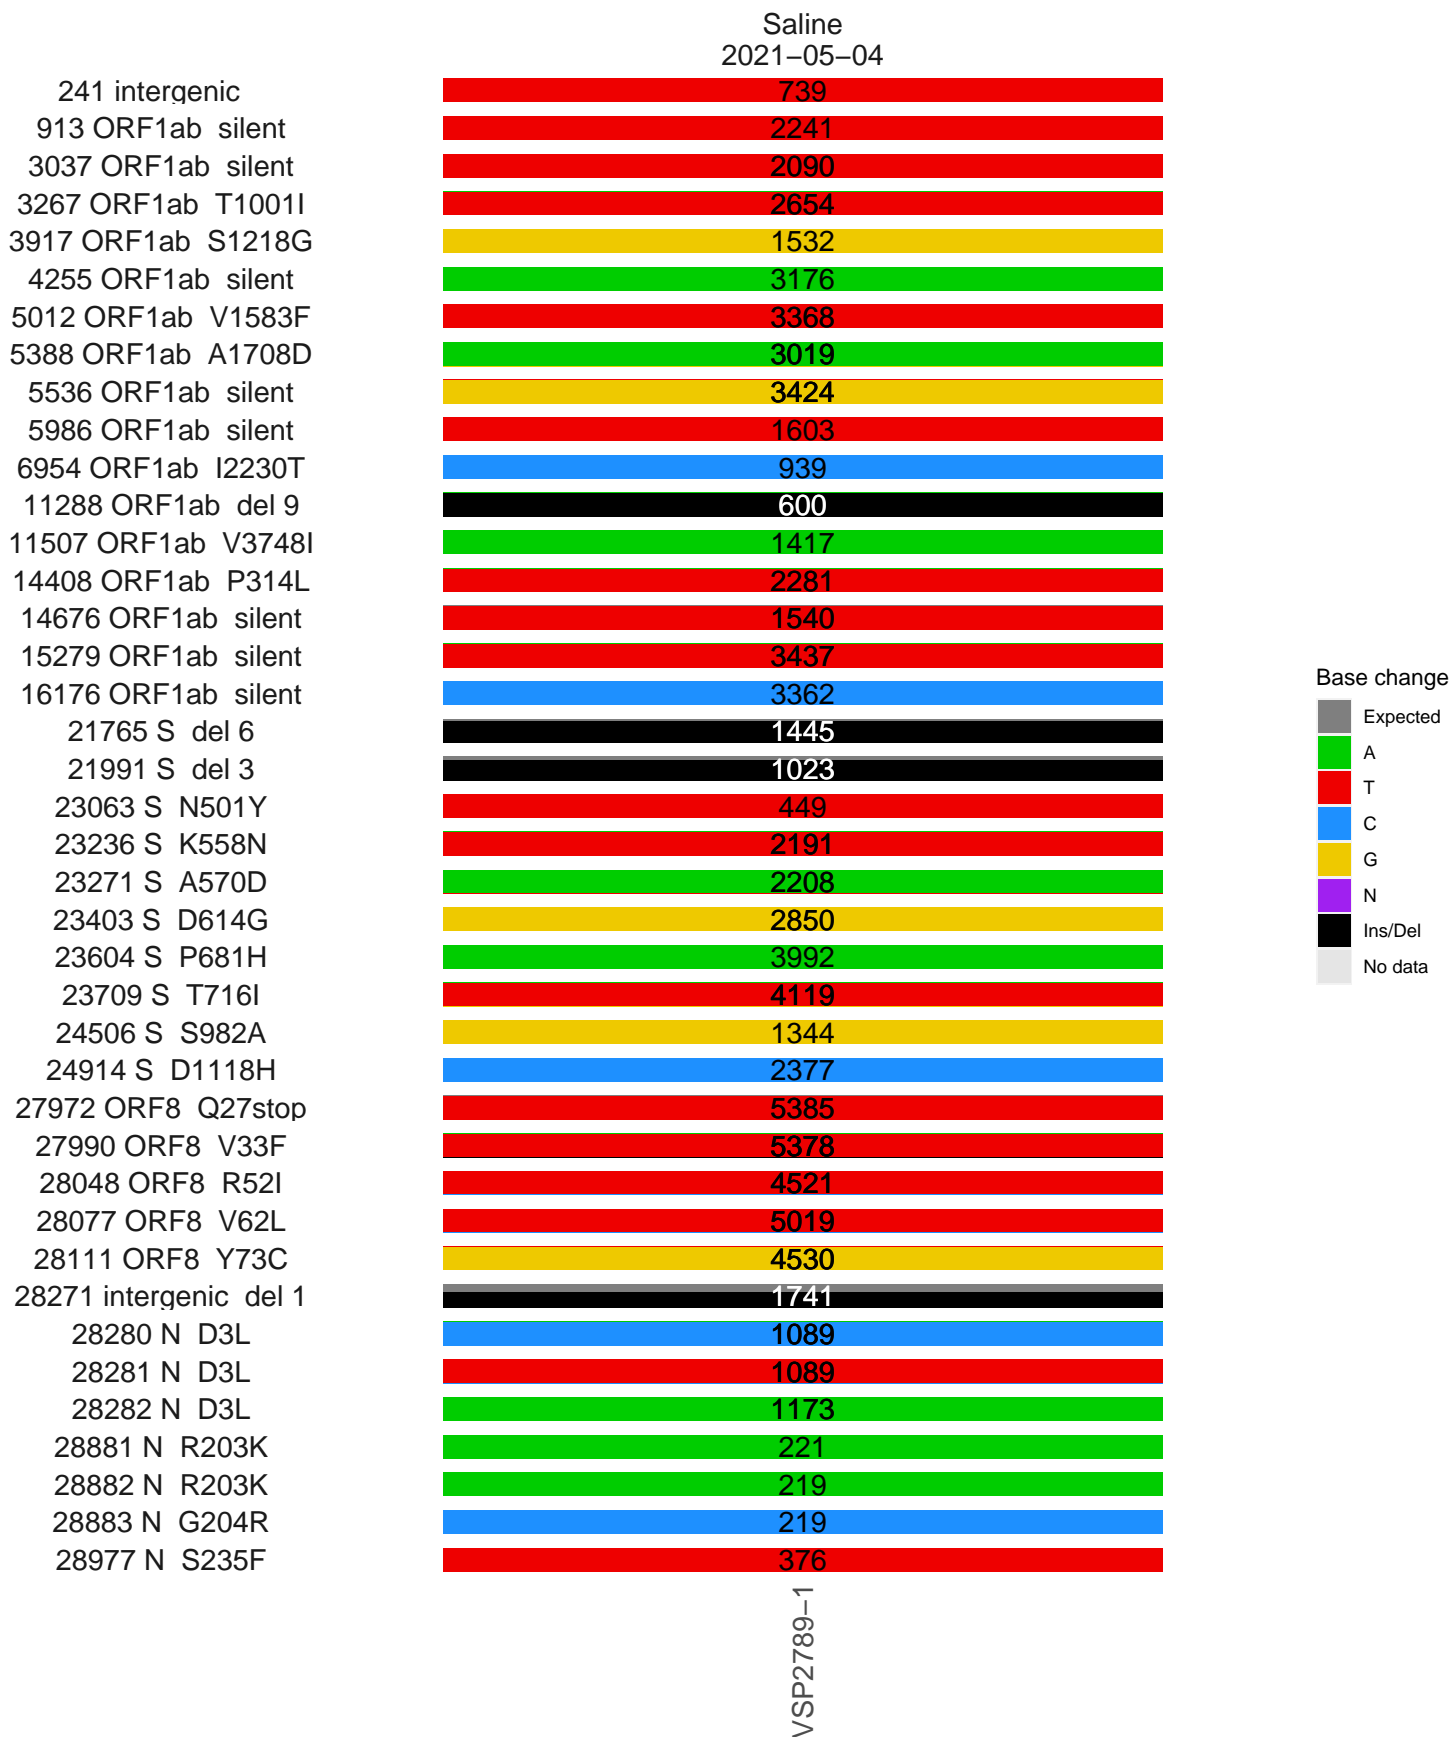 Saline
2021−05−04
241 intergenic 739
913 ORF1ab silent 2241
3037 ORF1ab silent 2090
3267 ORF1ab T1001I 2654
3917 ORF1ab S1218G 1532
4255 ORF1ab silent 3176
5012 ORF1ab V1583F 3368
5388 ORF1ab A1708D 3019
5536 ORF1ab silent 3424
5986 ORF1ab silent 1603
6954 ORF1ab I2230T 939
11288 ORF1ab del 9 600
11507 ORF1ab V3748I 1417
14408 ORF1ab P314L 2281
14676 ORF1ab silent 1540
15279 ORF1ab silent 3437
16176 ORF1ab silent 3362
21765 S del 6 1445
21991 S del 3 1023
23063 S N501Y 449
23236 S K558N 2191
23271 S A570D 2208
23403 S D614G 2850
23604 S P681H 3992
23709 S T716I 4119
24506 S S982A 1344
24914 S D1118H 2377
27972 ORF8 Q27stop 5385
27990 ORF8 V33F 5378
28048 ORF8 R52I 4521
28077 ORF8 V62L 5019
28111 ORF8 Y73C 4530
28271 intergenic del 1 1741
28280 N D3L 1089
28281 N D3L 1089
28282 N D3L 1173
28881 N R203K 221
28882 N R203K 219
28883 N G204R 219
28977 N S235F 376
VSP2789−1
Base change
Expected
A
T
C
G
N
Ins/Del
No data